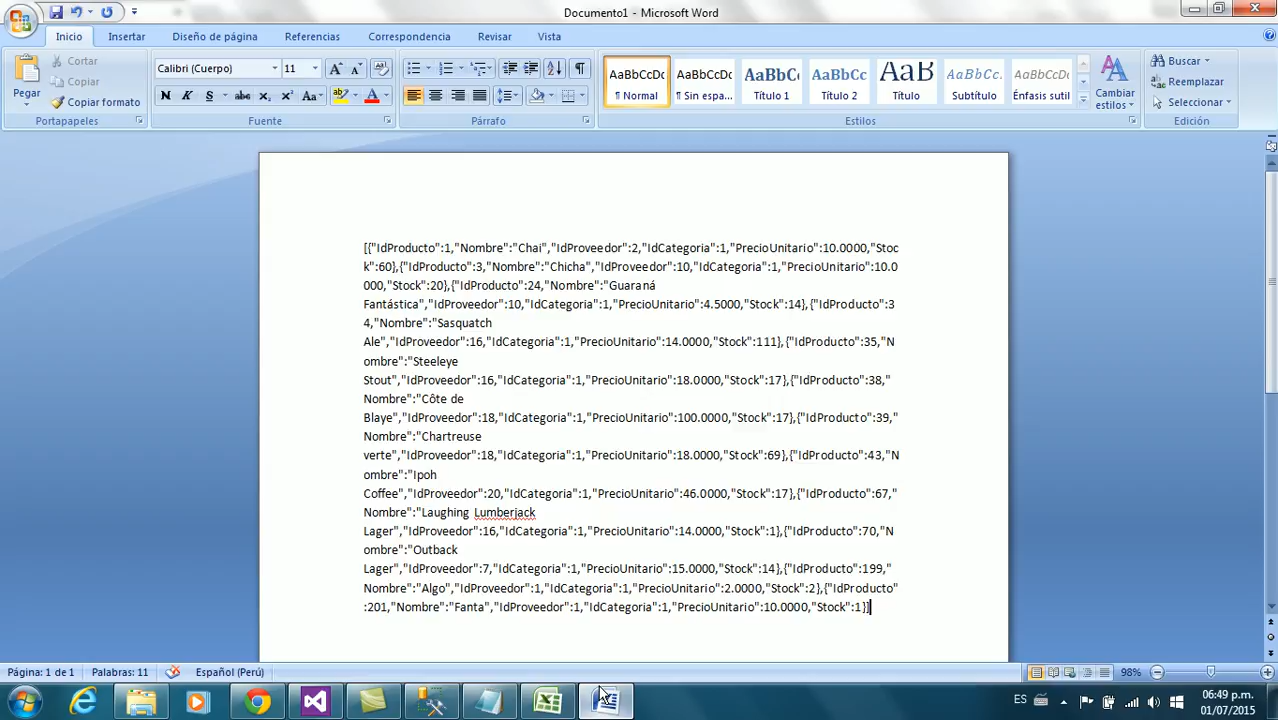 Documento1 - Microsoft Word
Inicio
Insertar
Diseño de página
Referencias
Correspondencia
Revisar
Vista
Pegar
Cortar
Copiar
Copiar formato
Portapapeles
Calibri (Cuerpo)
11
N K S abc x₂ x² Aa
Fuente
Párrafo
AaBbCcDc
¶ Normal
AaBbCcDc
¶ Sin espa...
AaBbC
Título 1
AaBbCc
Título 2
AaB
Título
AaBbCc.
Subtítulo
AaBbCcDc
Énfasis sutil
Cambiar
estilos
Estilos
Buscar
Reemplazar
Seleccionar
Edición
[{"IdProducto":1,"Nombre":"Chai","IdProveedor":2,"IdCategoria":1,"PrecioUnitario":10.0000,"Stoc
k":60},{"IdProducto":3,"Nombre":"Chicha","IdProveedor":10,"IdCategoria":1,"PrecioUnitario":10.0
000,"Stock":20},{"IdProducto":24,"Nombre":"Guaraná
Fantástica","IdProveedor":10,"IdCategoria":1,"PrecioUnitario":4.5000,"Stock":14},{"IdProducto":3
4,"Nombre":"Sasquatch
Ale","IdProveedor":16,"IdCategoria":1,"PrecioUnitario":14.0000,"Stock":111},{"IdProducto":35,"N
ombre":"Steeleye
Stout","IdProveedor":16,"IdCategoria":1,"PrecioUnitario":18.0000,"Stock":17},{"IdProducto":38,"
Nombre":"Côte de
Blaye","IdProveedor":18,"IdCategoria":1,"PrecioUnitario":100.0000,"Stock":17},{"IdProducto":39,"
Nombre":"Chartreuse
verte","IdProveedor":18,"IdCategoria":1,"PrecioUnitario":18.0000,"Stock":69},{"IdProducto":43,"N
ombre":"Ipoh
Coffee","IdProveedor":20,"IdCategoria":1,"PrecioUnitario":46.0000,"Stock":17},{"IdProducto":67,"
Nombre":"Laughing Lumberjack
Lager","IdProveedor":16,"IdCategoria":1,"PrecioUnitario":14.0000,"Stock":1},{"IdProducto":70,"N
ombre":"Outback
Lager","IdProveedor":7,"IdCategoria":1,"PrecioUnitario":15.0000,"Stock":14},{"IdProducto":199,"
Nombre":"Algo","IdProveedor":1,"IdCategoria":1,"PrecioUnitario":2.0000,"Stock":2},{"IdProducto"
:201,"Nombre":"Fanta","IdProveedor":1,"IdCategoria":1,"PrecioUnitario":10.0000,"Stock":1}]
Página: 1 de 1
Palabras: 11
Español (Perú)
98%
ES
06:49 p.m.
01/07/2015